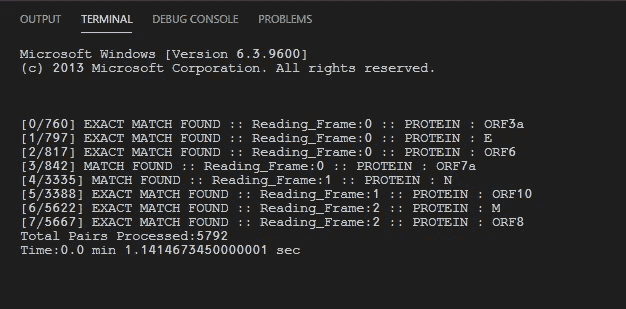 OUTPUT TERMINAL DEBUG CONSOLE PROBLEMS
Microsoft Windows [Version 6.3.9600]
(c) 2013 Microsoft Corporation. All rights reserved.
[0/760] EXACT MATCH FOUND :: Reading_Frame:0 :: PROTEIN : ORF3a
[1/797] EXACT MATCH FOUND :: Reading_Frame:0 :: PROTEIN : E
[2/817] EXACT MATCH FOUND :: Reading_Frame:0 :: PROTEIN : ORF6
[3/842] MATCH FOUND :: Reading_Frame:0 :: PROTEIN : ORF7a
[4/3335] MATCH FOUND :: Reading_Frame:1 :: PROTEIN : N
[5/3388] EXACT MATCH FOUND :: Reading_Frame:1 :: PROTEIN : ORF10
[6/5622] EXACT MATCH FOUND :: Reading_Frame:2 :: PROTEIN : M
[7/5667] EXACT MATCH FOUND :: Reading_Frame:2 :: PROTEIN : ORF8
Total Pairs Processed:5792
Time:0.0 min 1.1414673450000001 sec